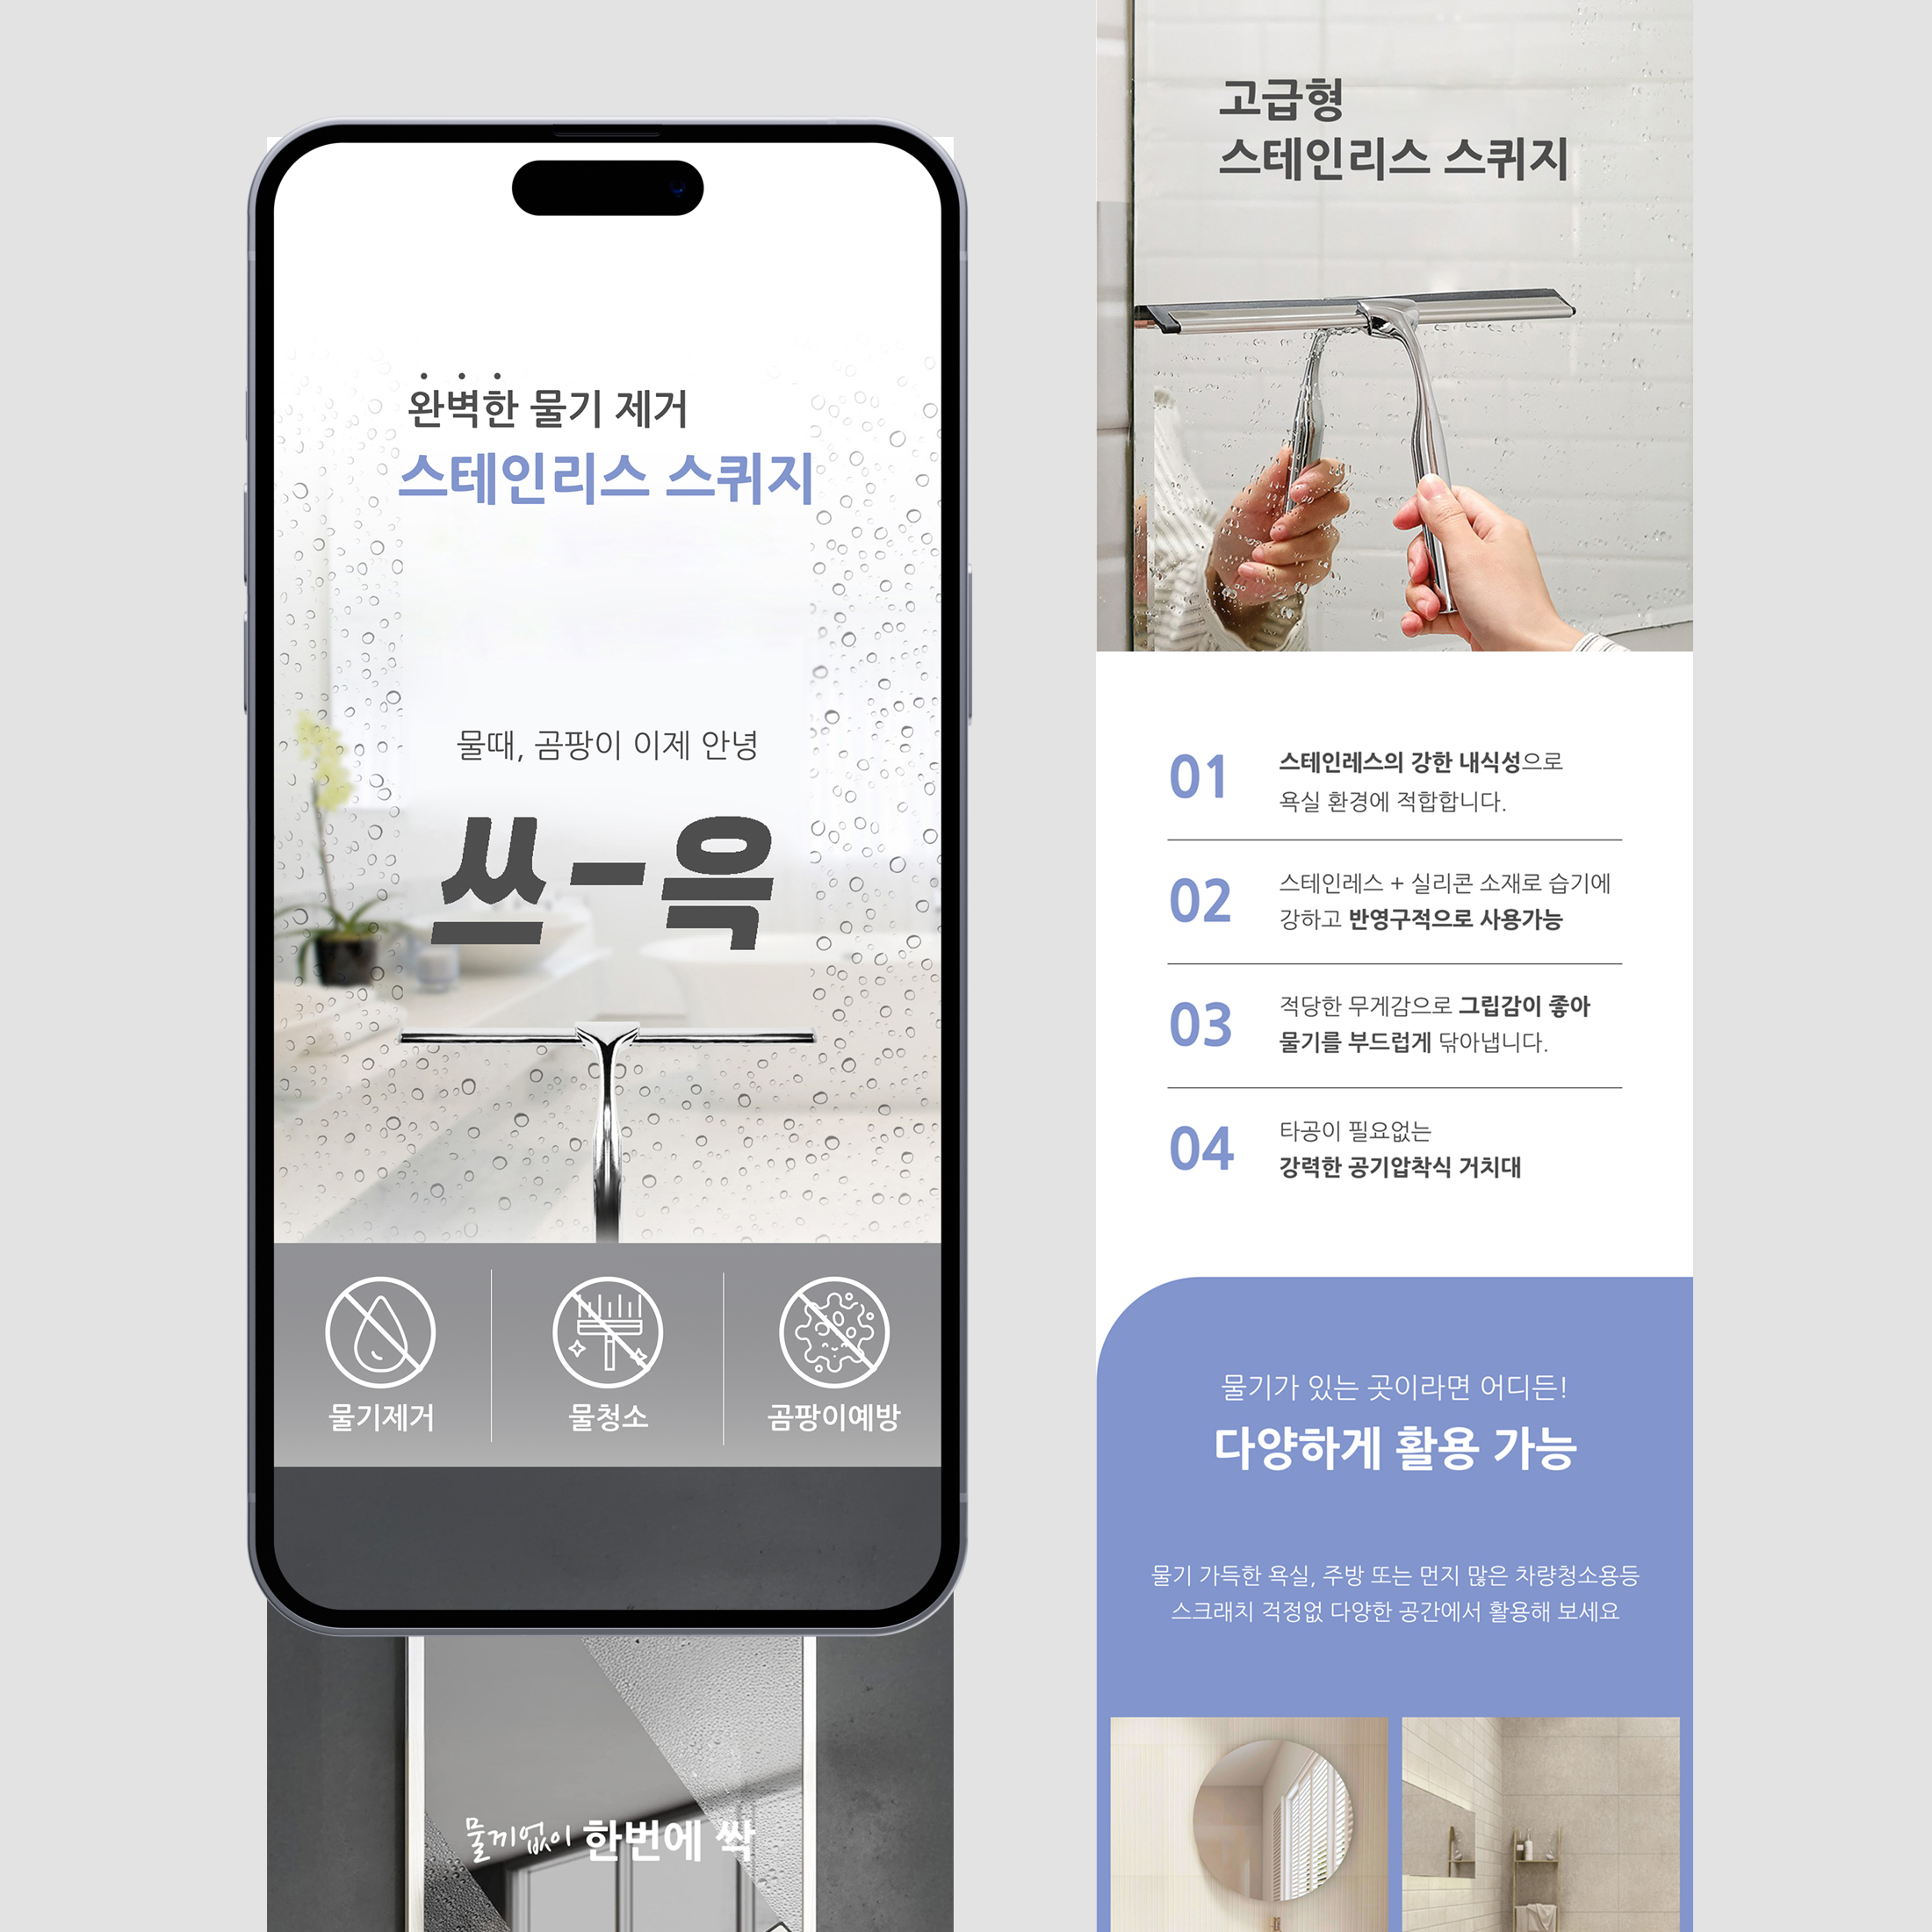 완벽한 물기 제거
스테인리스 스퀴지
물때, 곰팡이 이제 안녕
쓰-윽
물기제거
물청소
곰팡이예방
물끼없이 한번에 싹
고급형
스테인리스 스퀴지
01
스테인레스의 강한 내식성으로
욕실 환경에 적합합니다.
02
스테인레스 + 실리콘 소재로 습기에
강하고 반영구적으로 사용가능
03
적당한 무게감으로 그립감이 좋아
물기를 부드럽게 닦아냅니다.
04
타공이 필요없는
강력한 공기압착식 거치대
물기가 있는 곳이라면 어디든!
다양하게 활용 가능
물기 가득한 욕실, 주방 또는 먼지 많은 차량청소용등
스크래치 걱정없 다양한 공간에서 활용해 보세요